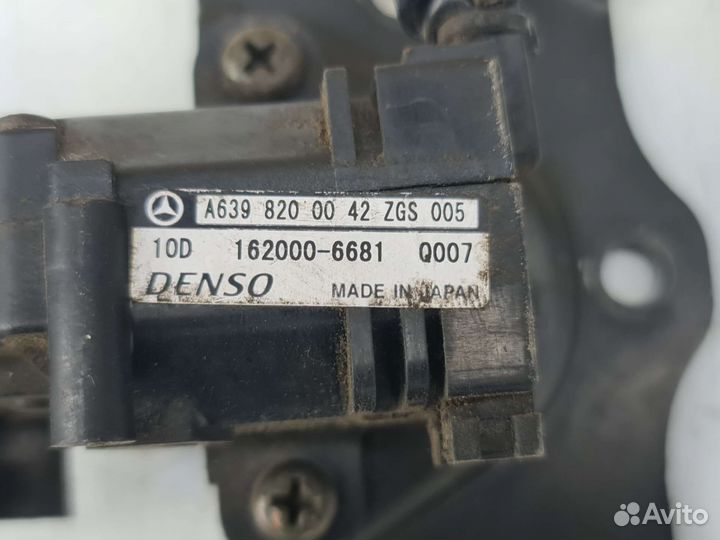 A639 820 00 42 ZGS 005
10D 162000-6681 Q007
DENSO MADE IN JAPAN
Avito